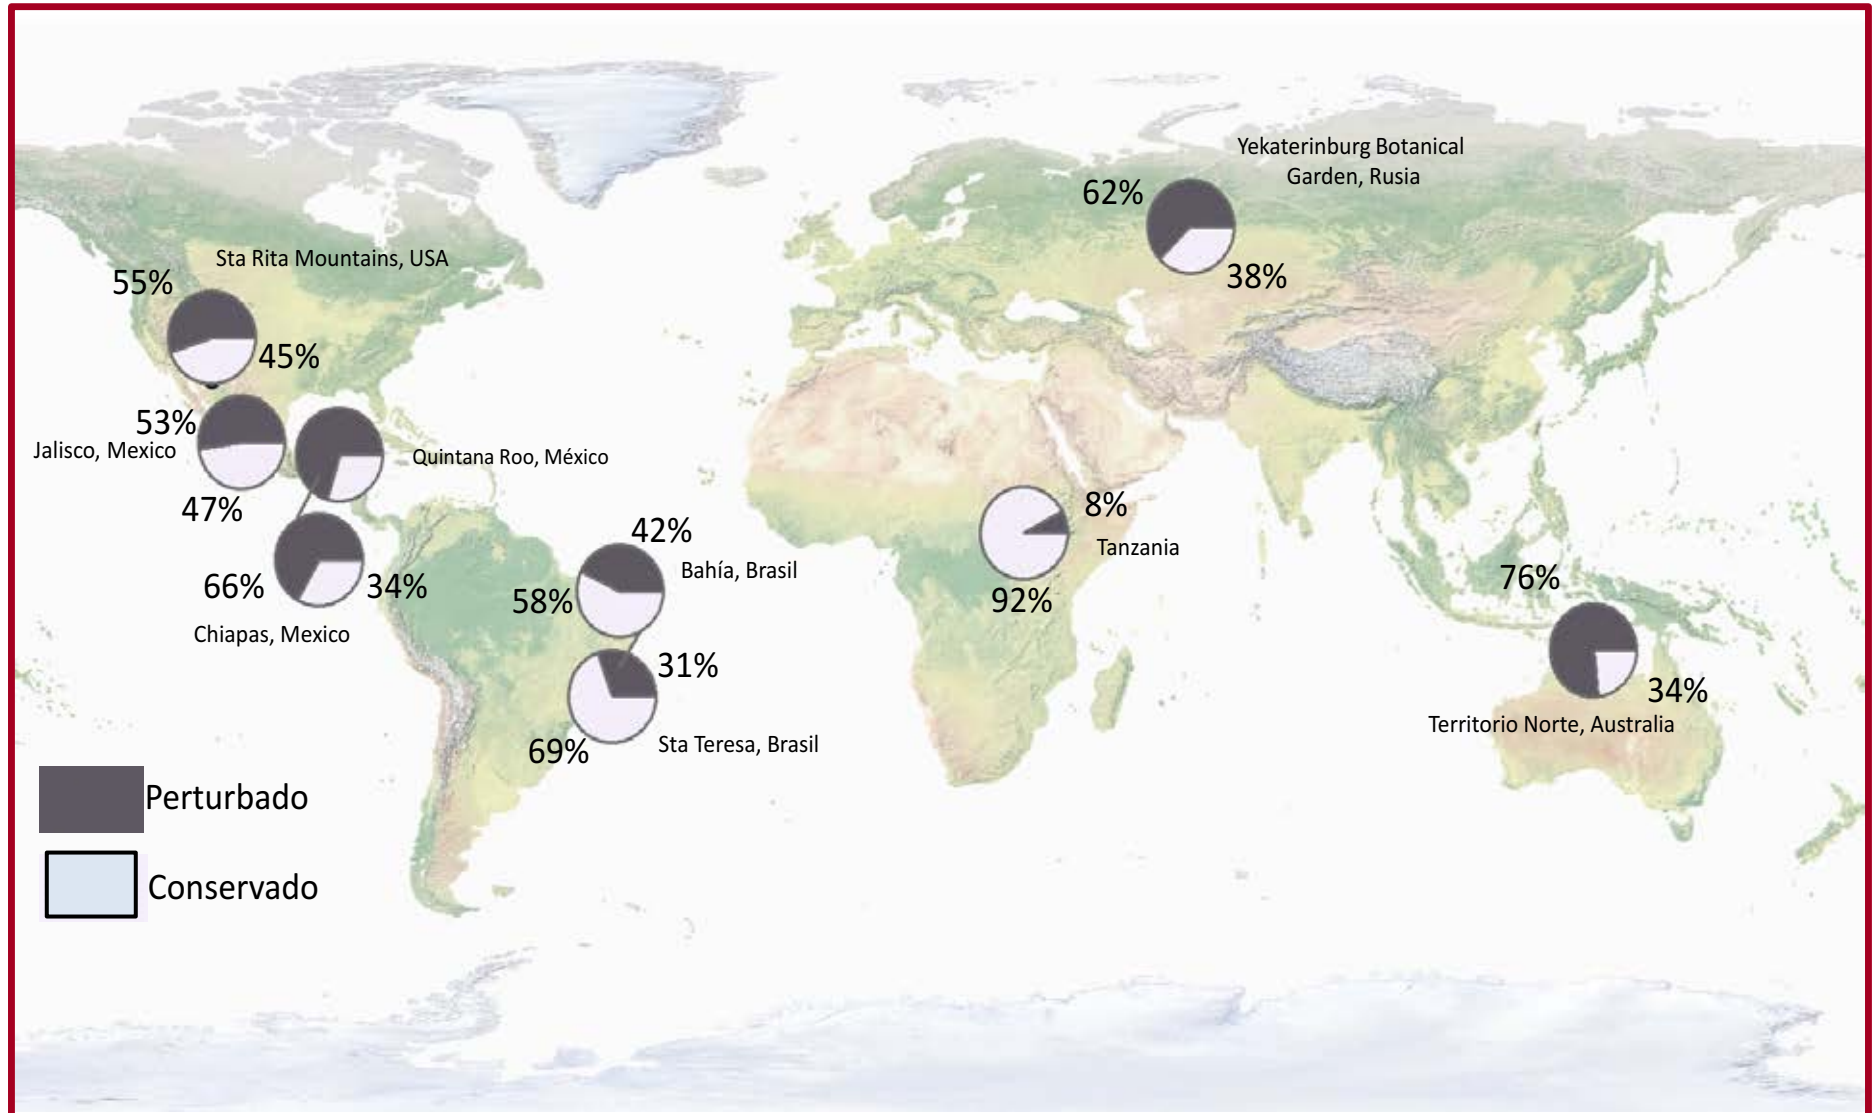 Yekaterinburg Botanical
Garden, Rusia
62%
38%
Sta Rita Mountains, USA
55%
45%
53%
Jalisco, Mexico
47%
Quintana Roo, México
66%
34%
Chiapas, Mexico
42%
Bahía, Brasil
58%
31%
69%
Sta Teresa, Brasil
8%
Tanzania
92%
76%
34%
Territorio Norte, Australia
Perturbado
Conservado